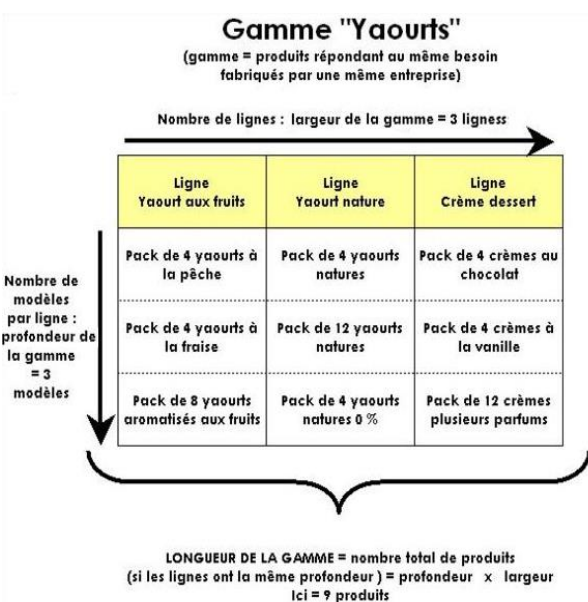 Gamme "Yaourts"
(gamme = produits répondant au même besoin
fabriqués par une même entreprise)
Nombre de lignes : largeur de la gamme = 3 ligness
Ligne
Yaourt aux fruits
Ligne
Yaourt nature
Ligne
Crème dessert
Nombre de
modèles
par ligne :
profondeur de
la gamme
= 3
modèles
Pack de 4 yaourts à
la pêche
Pack de 4 yaourts
natures
Pack de 4 crèmes au
chocolat
Pack de 4 yaourts à
la fraise
Pack de 12 yaourts
natures
Pack de 4 crèmes à
la vanille
Pack de 8 yaourts
aromatisés aux fruits
Pack de 4 yaourts
natures 0 %
Pack de 12 crèmes
plusieurs parfums
LONGUEUR DE LA GAMME = nombre total de produits
(si les lignes ont la même profondeur ) = profondeur x largeur
Ici = 9 produits